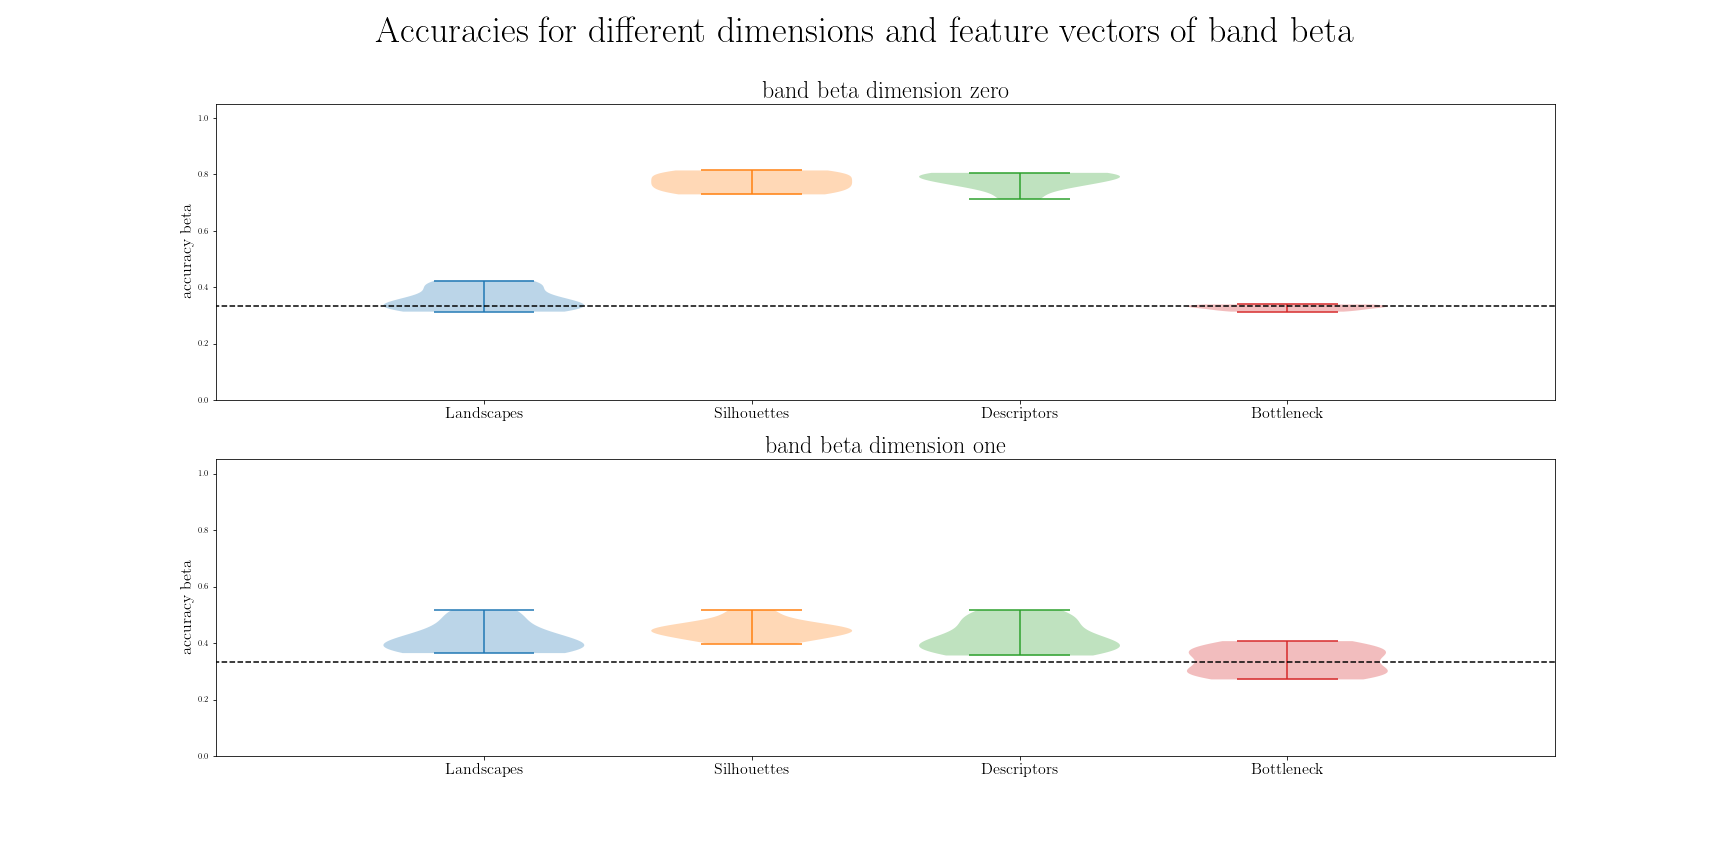 Accuracies for different dimensions and feature vectors of band beta
band beta dimension zero
1.0
0.8
0.6
0.4
0.2
0.0
accuracy beta
Landscapes Silhouettes Descriptors Bottleneck
band beta dimension one
1.0
0.8
0.6
0.4
0.2
0.0
accuracy beta
Landscapes Silhouettes Descriptors Bottleneck